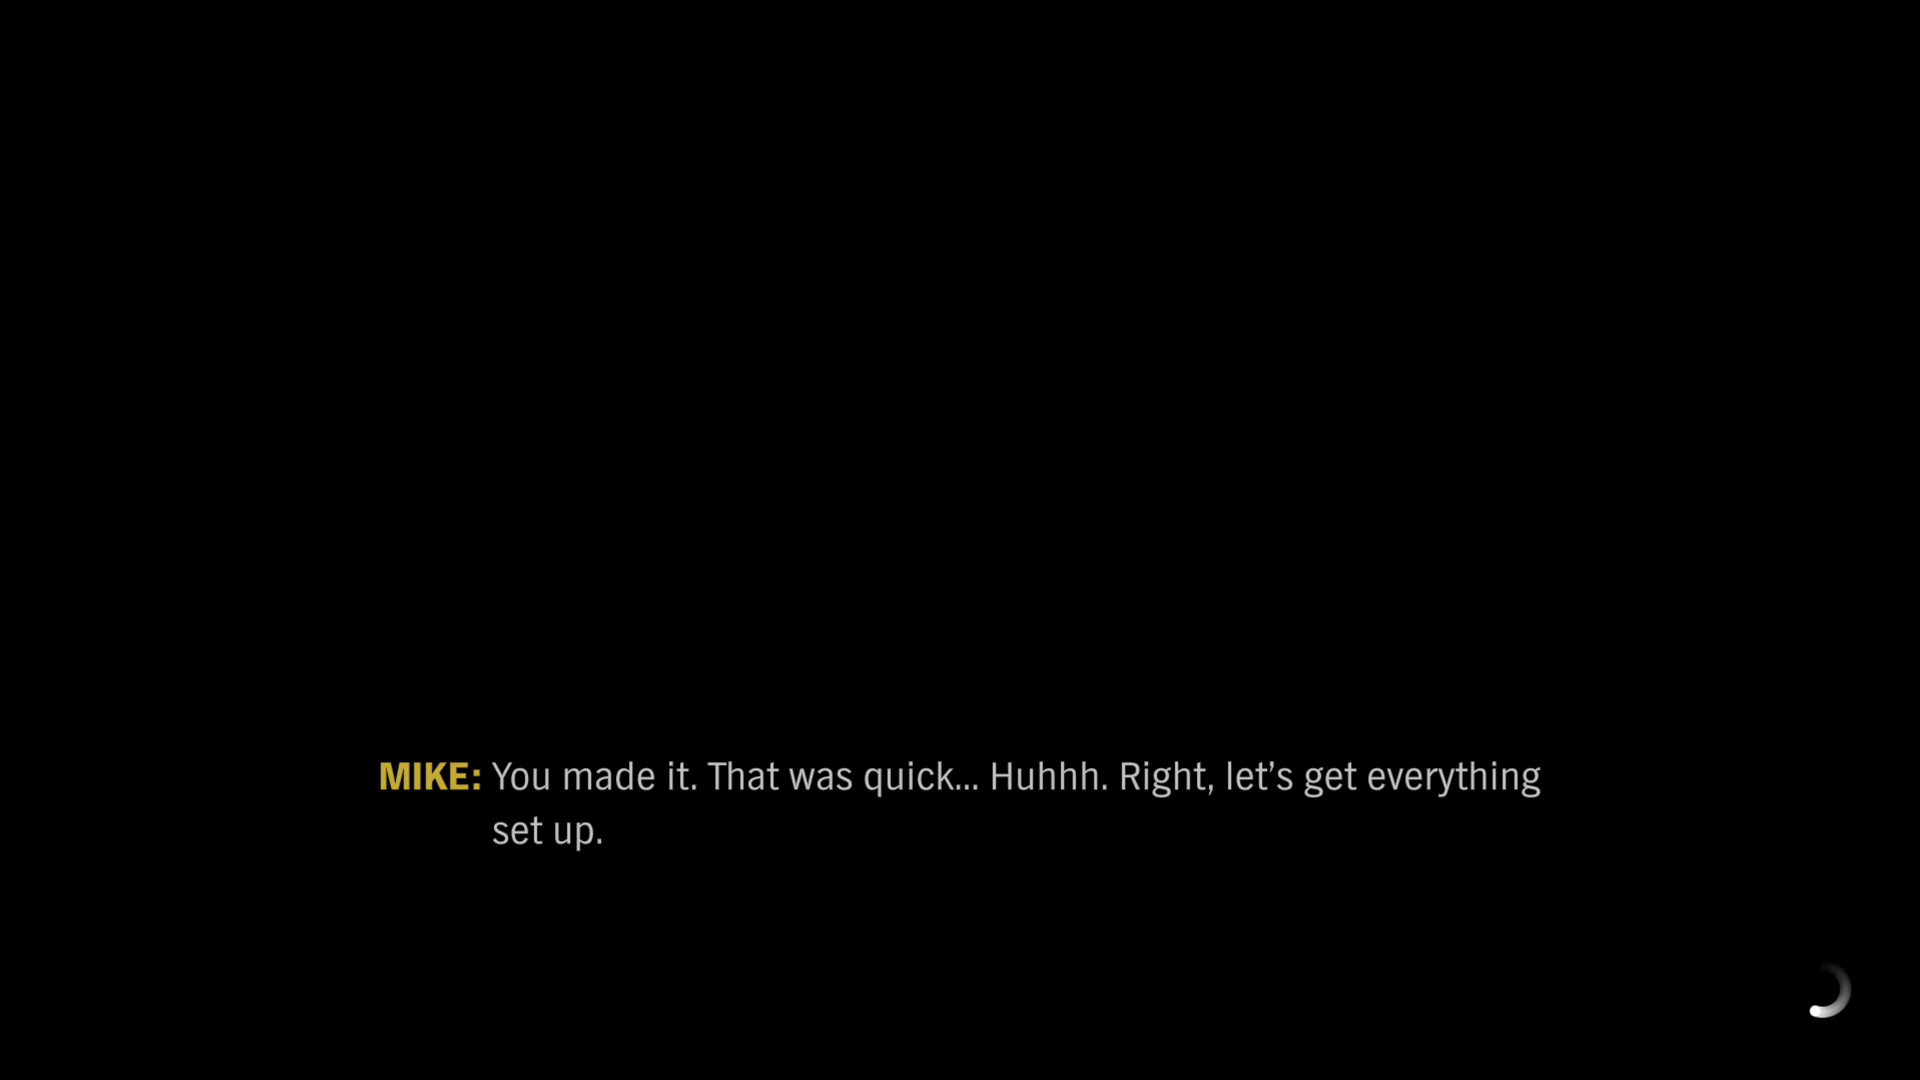 MIKE: You made it. That was quick... Huhhh. Right, let’s get everything
set up.